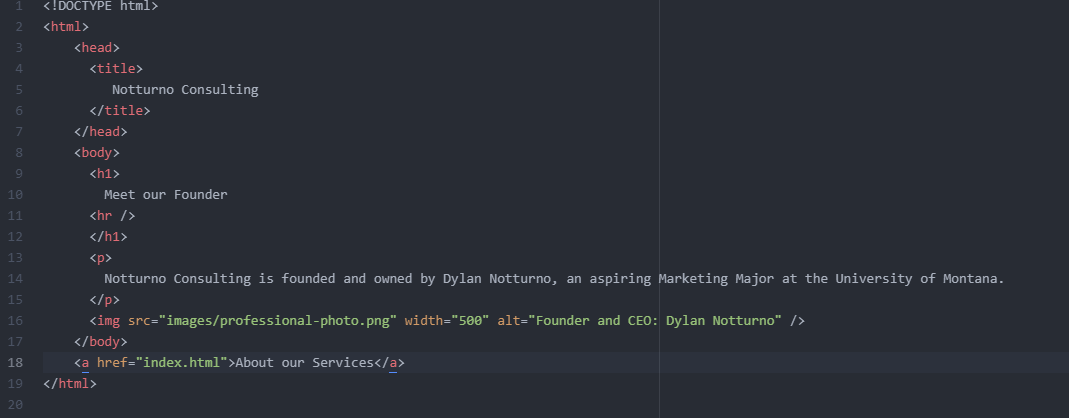 1 <!DOCTYPE html>
2 <html>
3     <head>
4       <title>
5          Notturno Consulting
6       </title>
7     </head>
8     <body>
9       <h1>
10        Meet our Founder
11      <hr />
12      </h1>
13      <p>
14        Notturno Consulting is founded and owned by Dylan Notturno, an aspiring Marketing Major at the University of Montana.
15      </p>
16      <img src="images/professional-photo.png" width="500" alt="Founder and CEO: Dylan Notturno" />
17    </body>
18    <a href="index.html">About our Services</a>
19 </html>
20